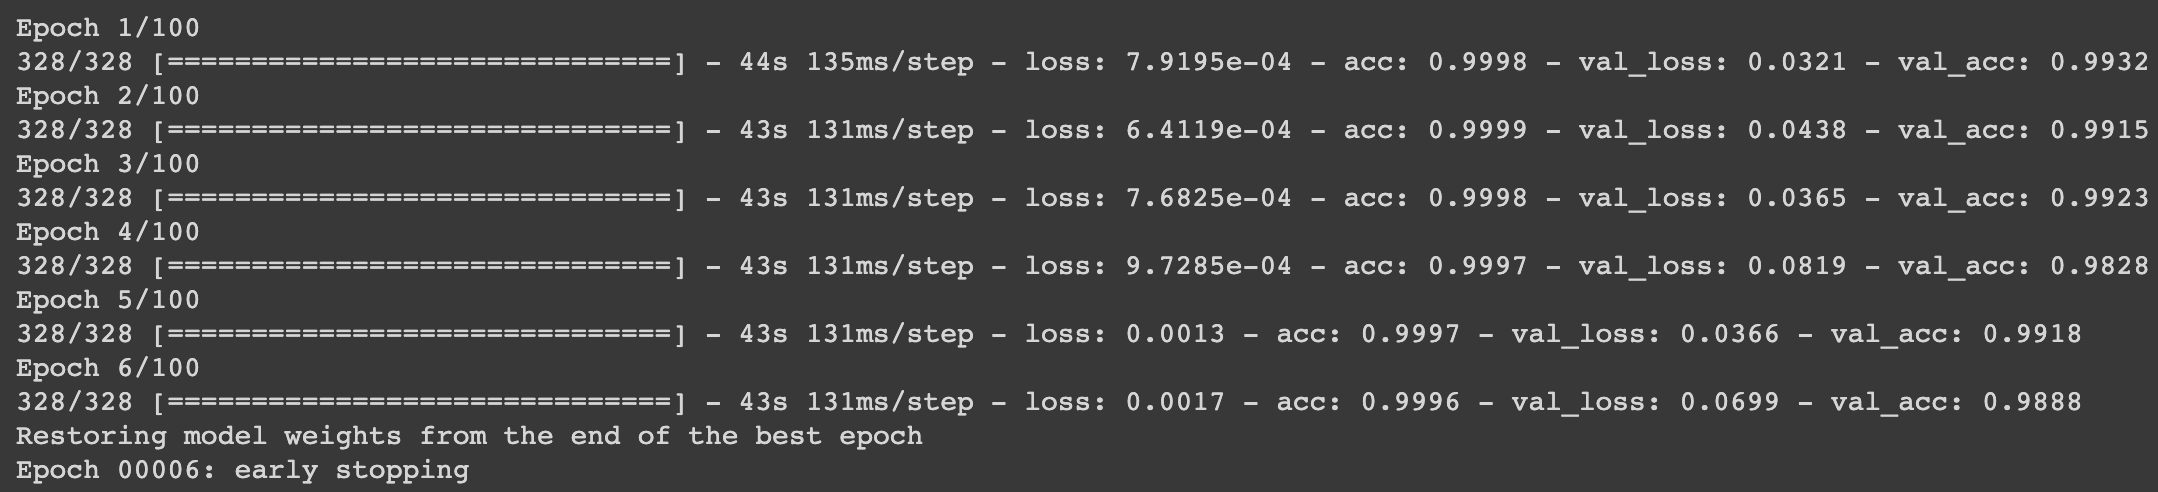 Epoch 1/100
328/328 [==============================] - 44s 135ms/step - loss: 7.9195e-04 - acc: 0.9998 - val_loss: 0.0321 - val_acc: 0.9932
Epoch 2/100
328/328 [==============================] - 43s 131ms/step - loss: 6.4119e-04 - acc: 0.9999 - val_loss: 0.0438 - val_acc: 0.9915
Epoch 3/100
328/328 [==============================] - 43s 131ms/step - loss: 7.6825e-04 - acc: 0.9998 - val_loss: 0.0365 - val_acc: 0.9923
Epoch 4/100
328/328 [==============================] - 43s 131ms/step - loss: 9.7285e-04 - acc: 0.9997 - val_loss: 0.0819 - val_acc: 0.9828
Epoch 5/100
328/328 [==============================] - 43s 131ms/step - loss: 0.0013 - acc: 0.9997 - val_loss: 0.0366 - val_acc: 0.9918
Epoch 6/100
328/328 [==============================] - 43s 131ms/step - loss: 0.0017 - acc: 0.9996 - val_loss: 0.0699 - val_acc: 0.9888
Restoring model weights from the end of the best epoch
Epoch 00006: early stopping